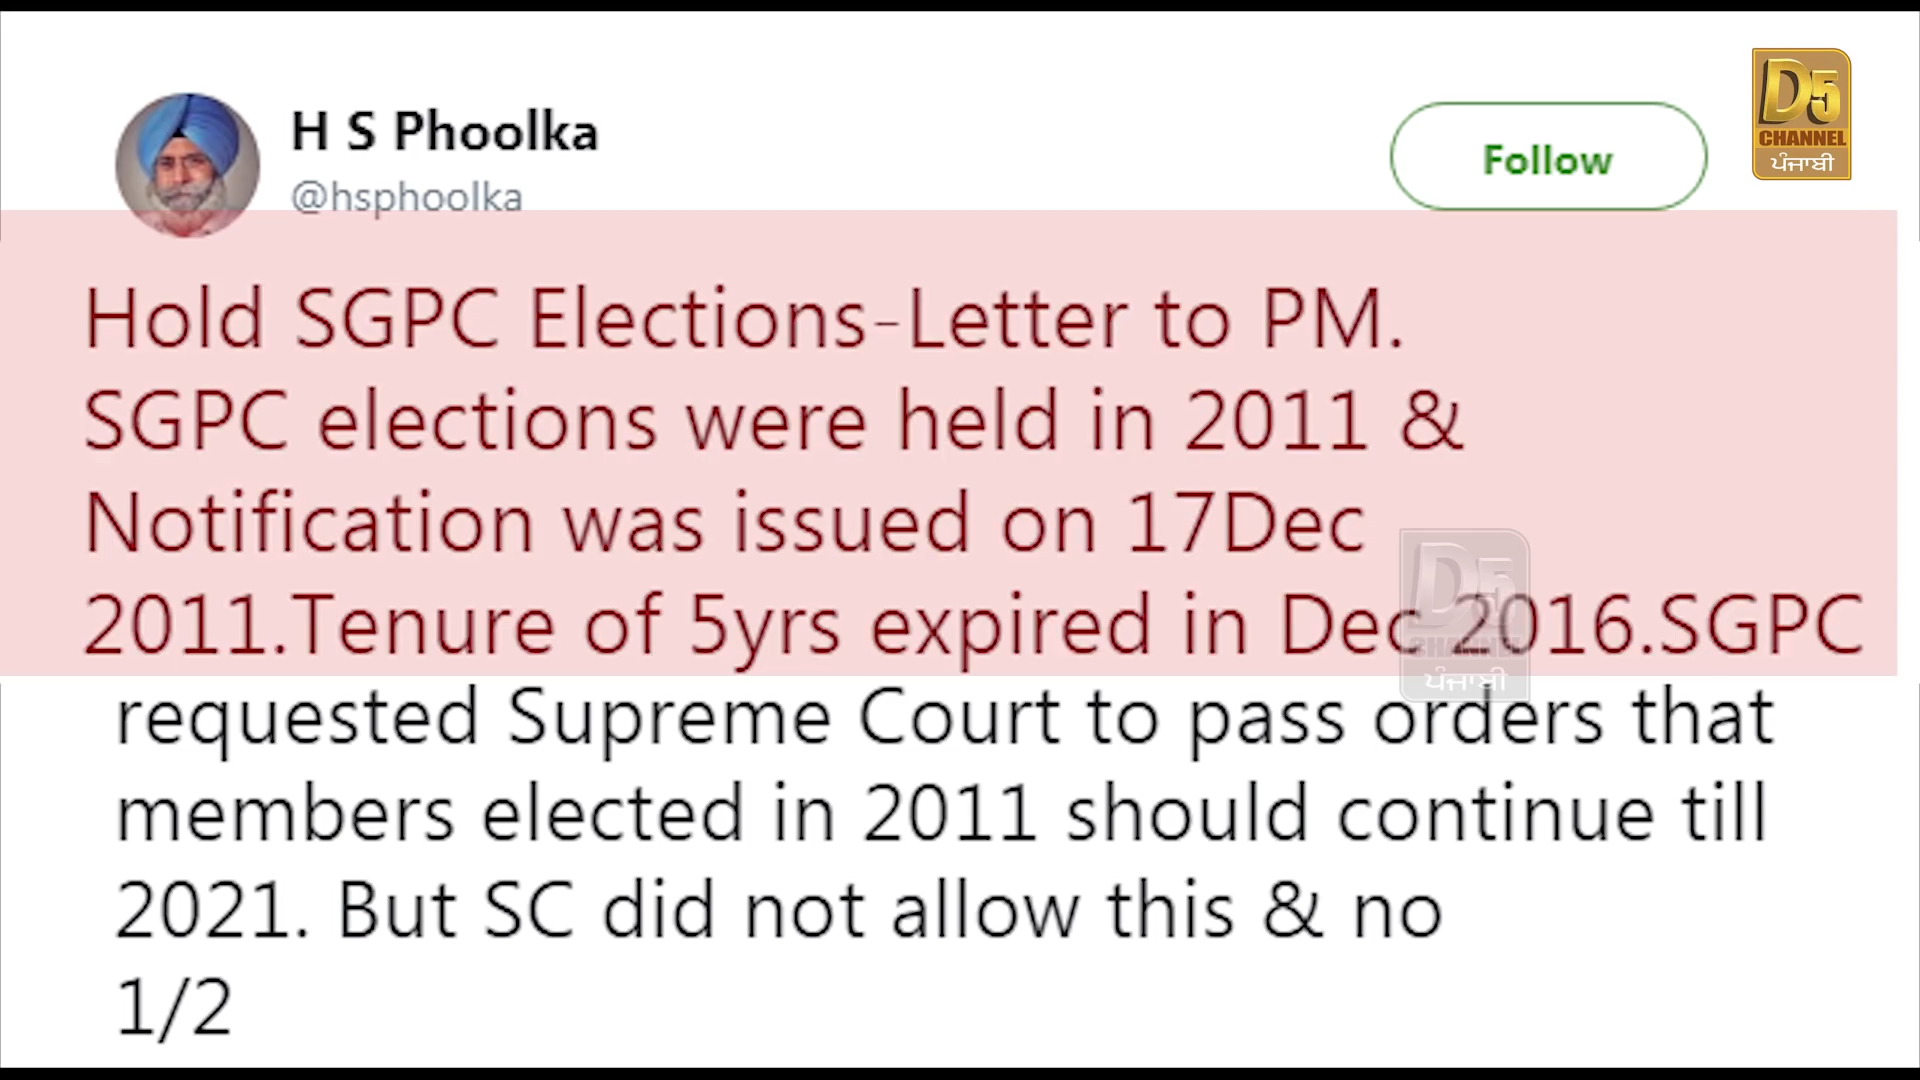 H S Phoolka
@hsphoolka
Follow
D5
CHANNEL
ਪੰਜਾਬੀ
Hold SGPC Elections-Letter to PM.
SGPC elections were held in 2011 &
Notification was issued on 17Dec
2011.Tenure of 5yrs expired in Dec 2016.SGPC
requested Supreme Court to pass orders that
members elected in 2011 should continue till
2021. But SC did not allow this & no
1/2
D5
CHANNEL
ਪੰਜਾਬੀ